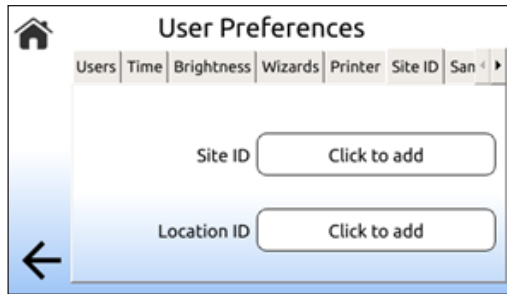 User Preferences
Users Time Brightness Wizards Printer Site ID San
Site ID Click to add
Location ID Click to add